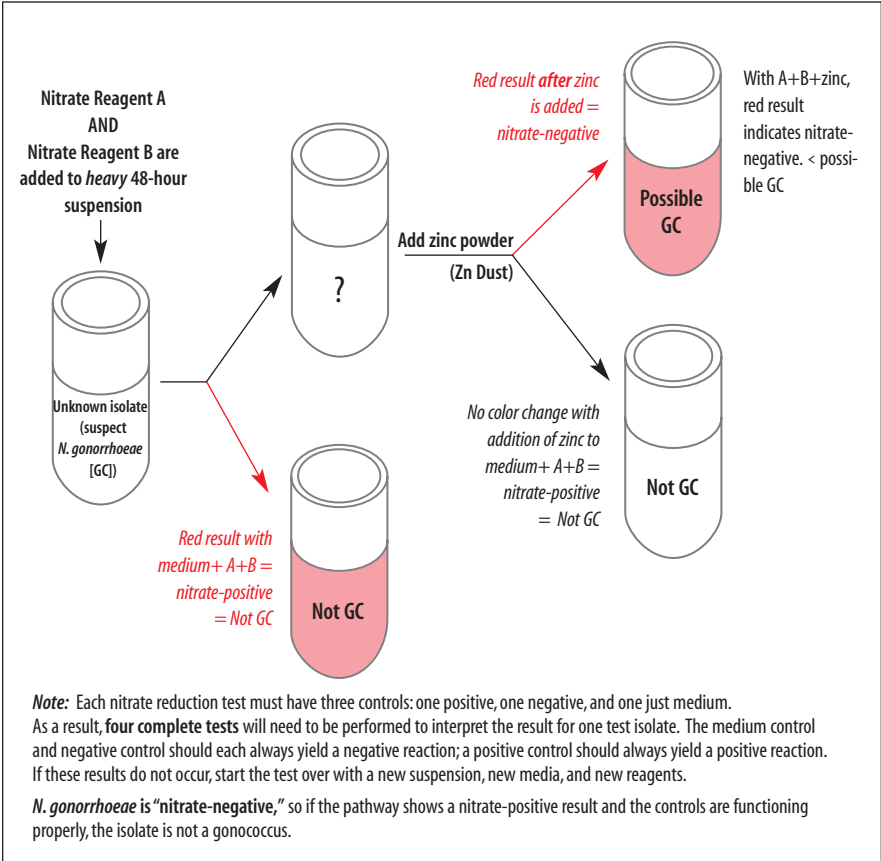 Nitrate Reagent A
AND
Nitrate Reagent B are
added to heavy 48-hour
suspension
Unknown isolate
(suspect
N. gonorrhoeae
[GC])
?
Red result with
medium+ A+B =
nitrate-positive
= Not GC
Not GC
Add zinc powder
(Zn Dust)
Red result after zinc
is added =
nitrate-negative
Possible
GC
With A+B+zinc,
red result
indicates nitrate-
negative. < possi-
ble GC
No color change with
addition of zinc to
medium+ A+B =
nitrate-positive
= Not GC
Not GC
Note: Each nitrate reduction test must have three controls: one positive, one negative, and one just medium.
As a result, four complete tests will need to be performed to interpret the result for one test isolate. The medium control
and negative control should each always yield a negative reaction; a positive control should always yield a positive reaction.
If these results do not occur, start the test over with a new suspension, new media, and new reagents.
N. gonorrhoeae is "nitrate-negative," so if the pathway shows a nitrate-positive result and the controls are functioning
properly, the isolate is not a gonococcus.